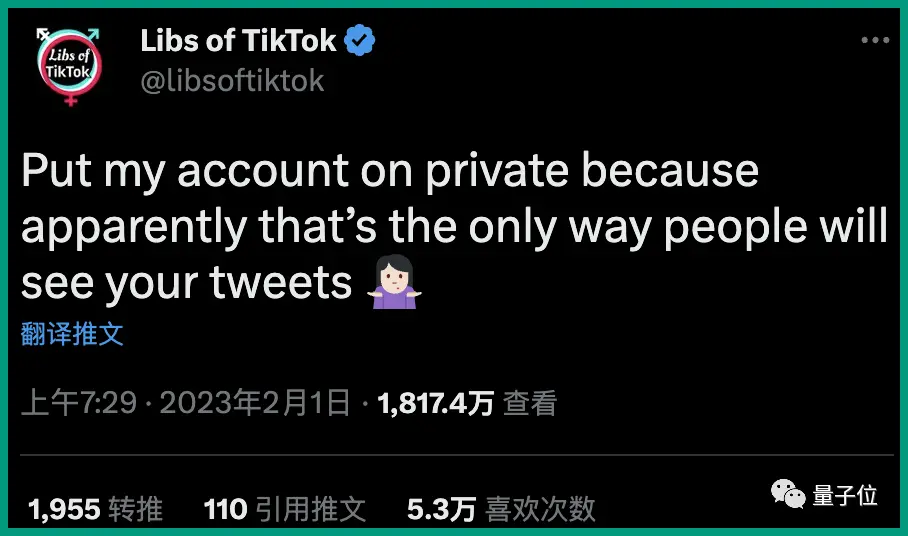 Libs of TikTok
@libsoftiktok
Libs of
TikTok
Put my account on private because
apparently that’s the only way people will
see your tweets 🤷🏻‍♀️
翻译推文
上午7:29 · 2023年2月1日 · 1,817.4万 查看
1,955 转推 110 引用推文 5.3万 喜欢次数
量子位